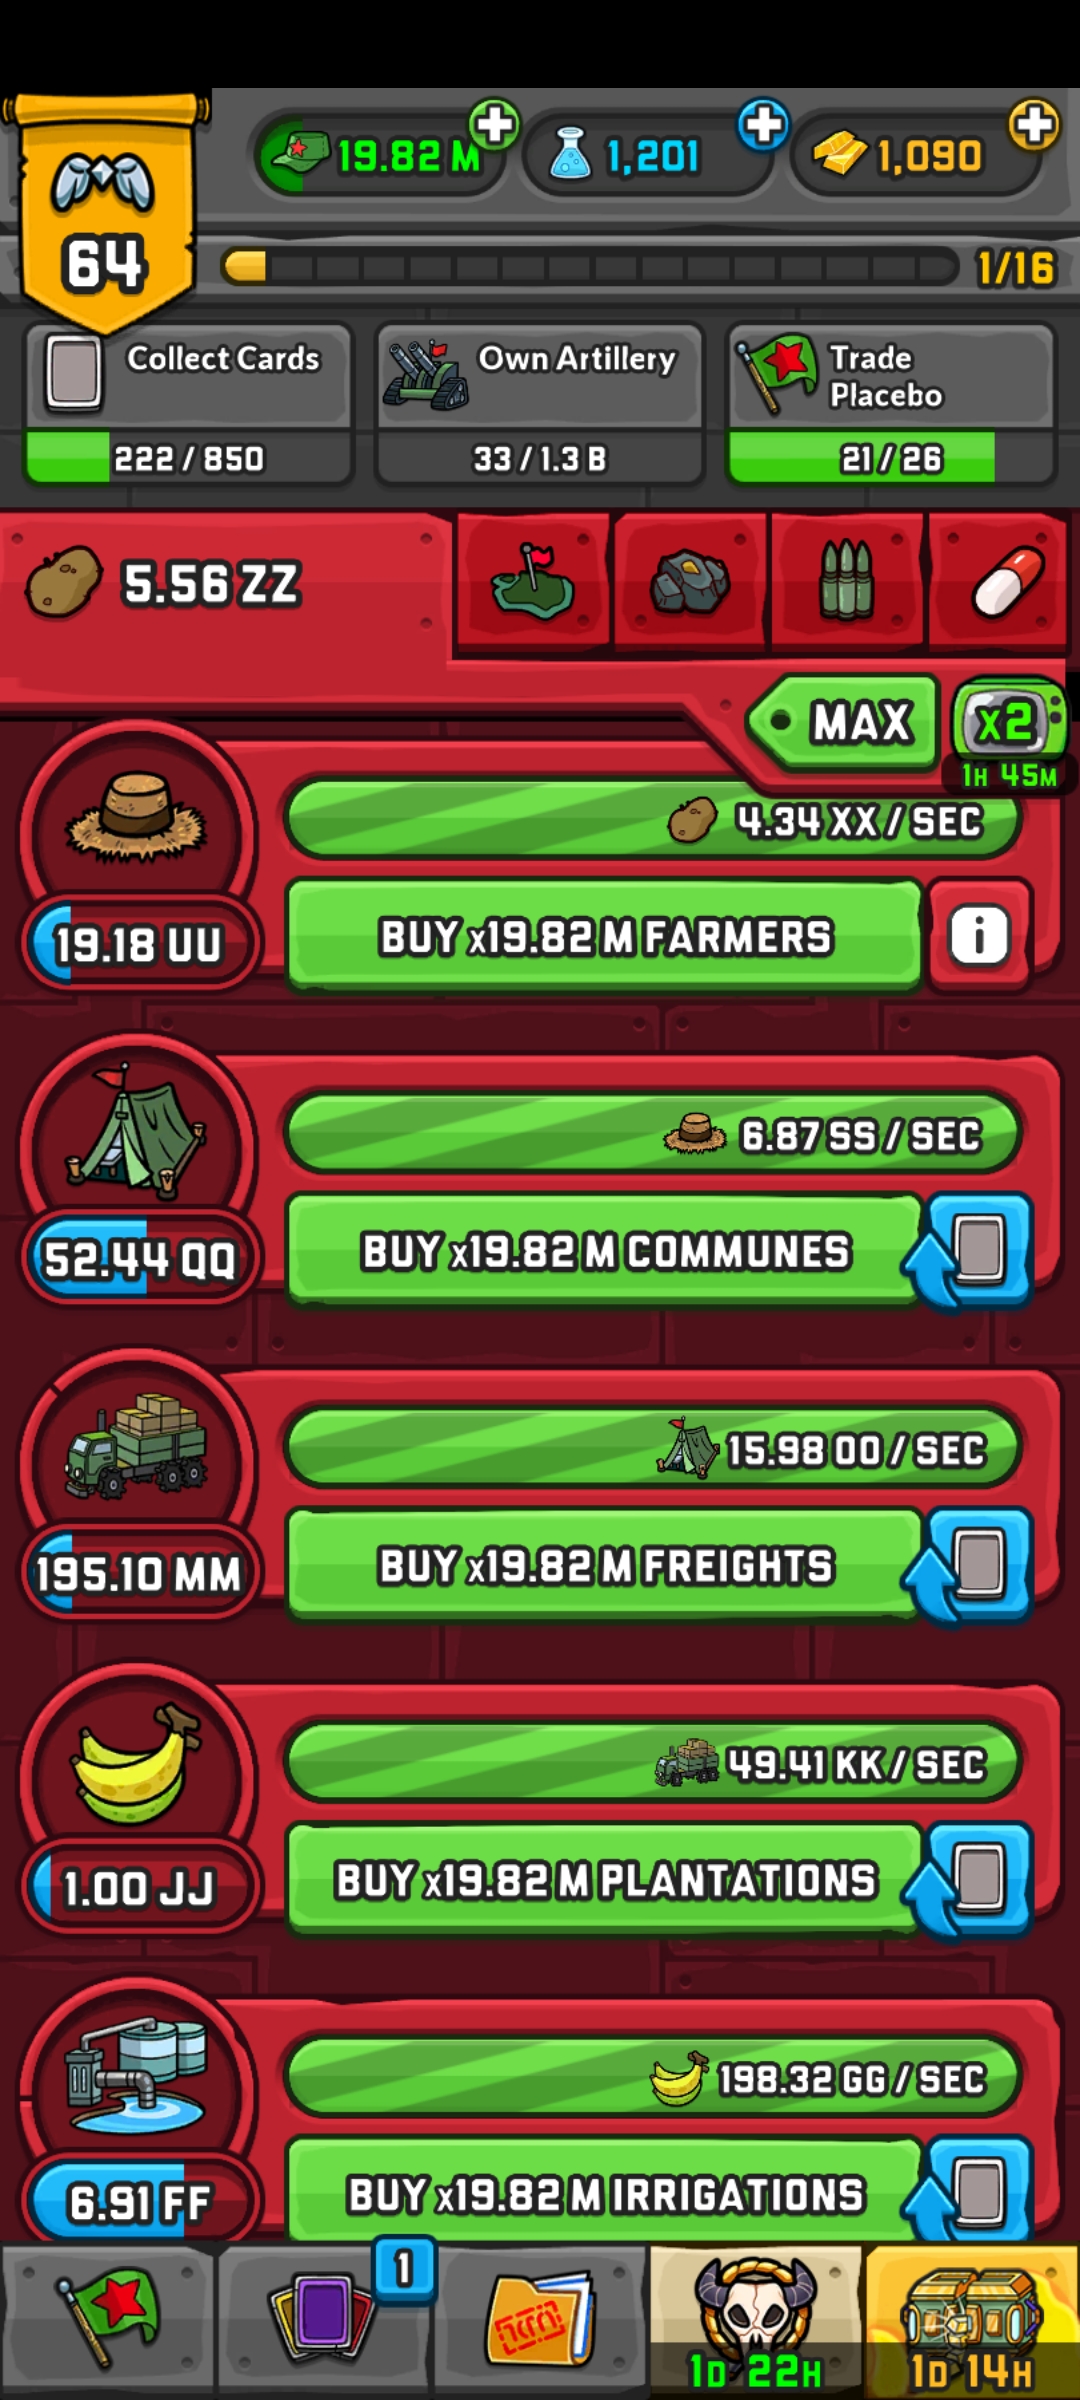 64
19.82 M
1,201
1,090
1/16
Collect Cards
222 / 850
Own Artillery
33 / 1.3 B
Trade
Placebo
21 / 26
5.56 ZZ
MAX
x2
1H 45M
4.34 XX / SEC
19.18 UU
BUY x19.82 M FARMERS
i
6.87 SS / SEC
52.44 QQ
BUY x19.82 M COMMUNES
15.98 OO / SEC
195.10 MM
BUY x19.82 M FREIGHTS
49.41 KK / SEC
1.00 JJ
BUY x19.82 M PLANTATIONS
198.32 GG / SEC
6.91 FF
BUY x19.82 M IRRIGATIONS
1
1D 22H
1D 14H